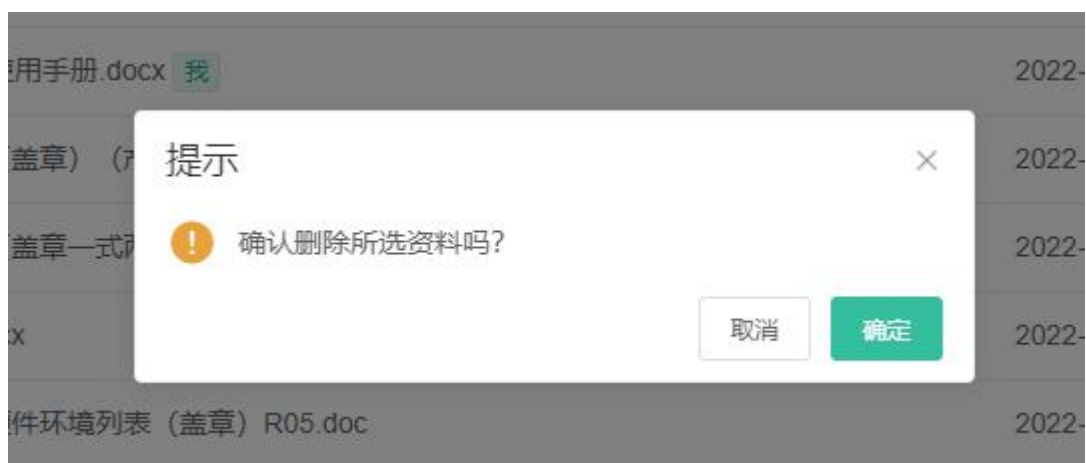 用手册.docx 我
2022-
盖章）（
2022-
提示
确认删除所选资料吗?
盖章一式
2022-
取消
确定
x
2022-
件环境列表（盖章）R05.doc
2022-